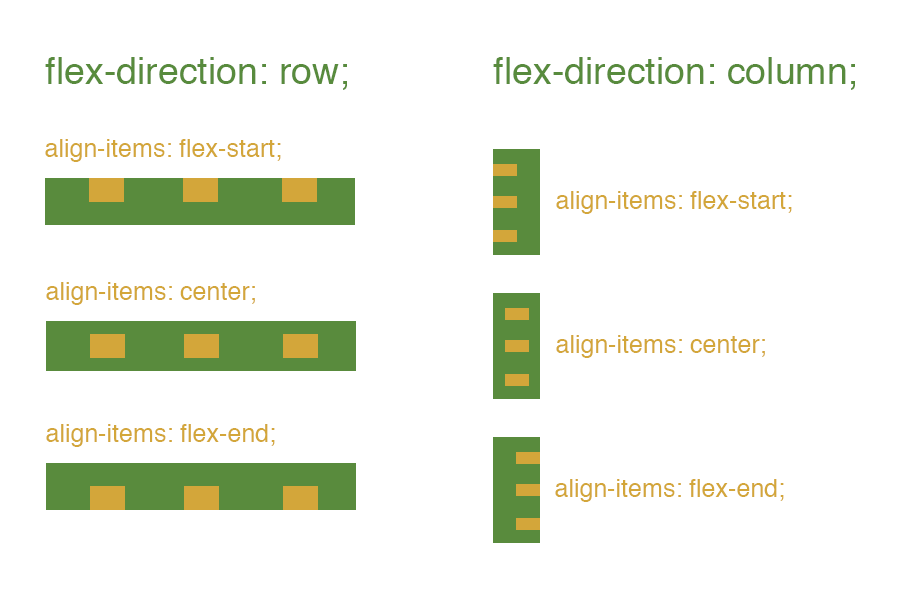 flex-direction: row;
align-items: flex-start;
align-items: center;
align-items: flex-end;
flex-direction: column;
align-items: flex-start;
align-items: center;
align-items: flex-end;